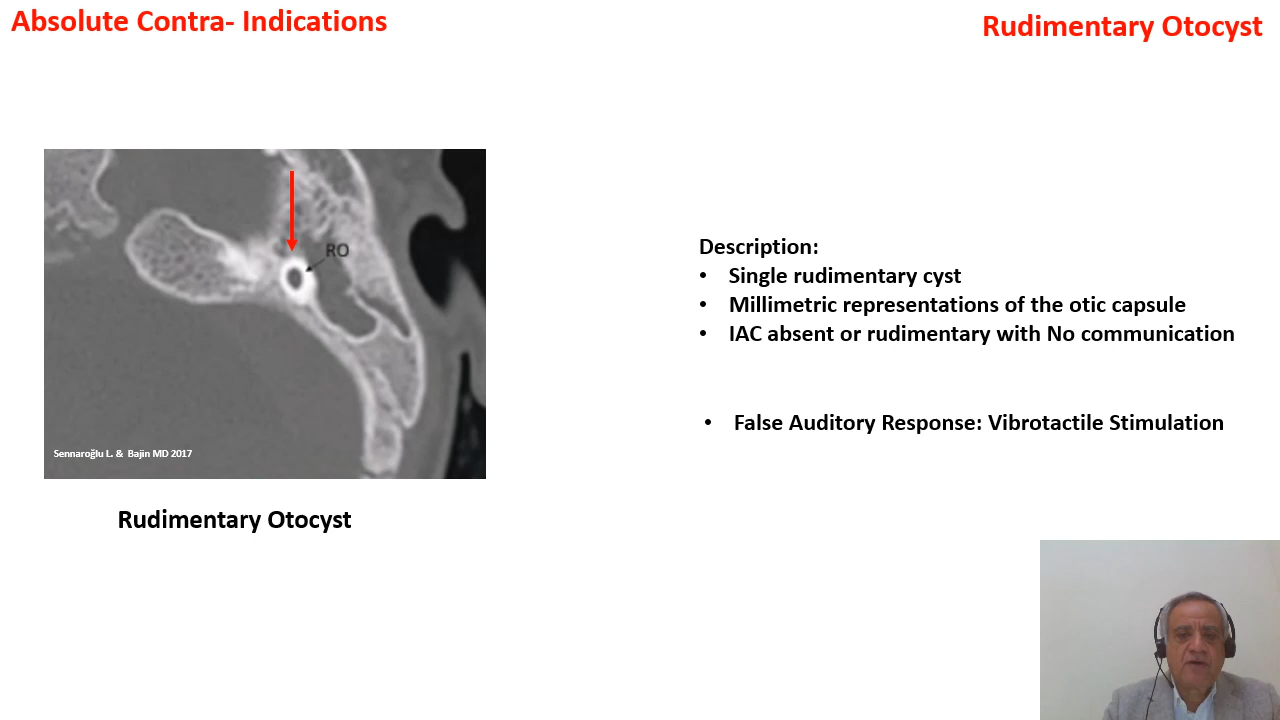 Absolute Contra- Indications
Rudimentary Otocyst
RO
Sennaroğlu L. & Bajin MD 2017
Rudimentary Otocyst
Description:
• Single rudimentary cyst
• Millimetric representations of the otic capsule
• IAC absent or rudimentary with No communication
• False Auditory Response: Vibrotactile Stimulation